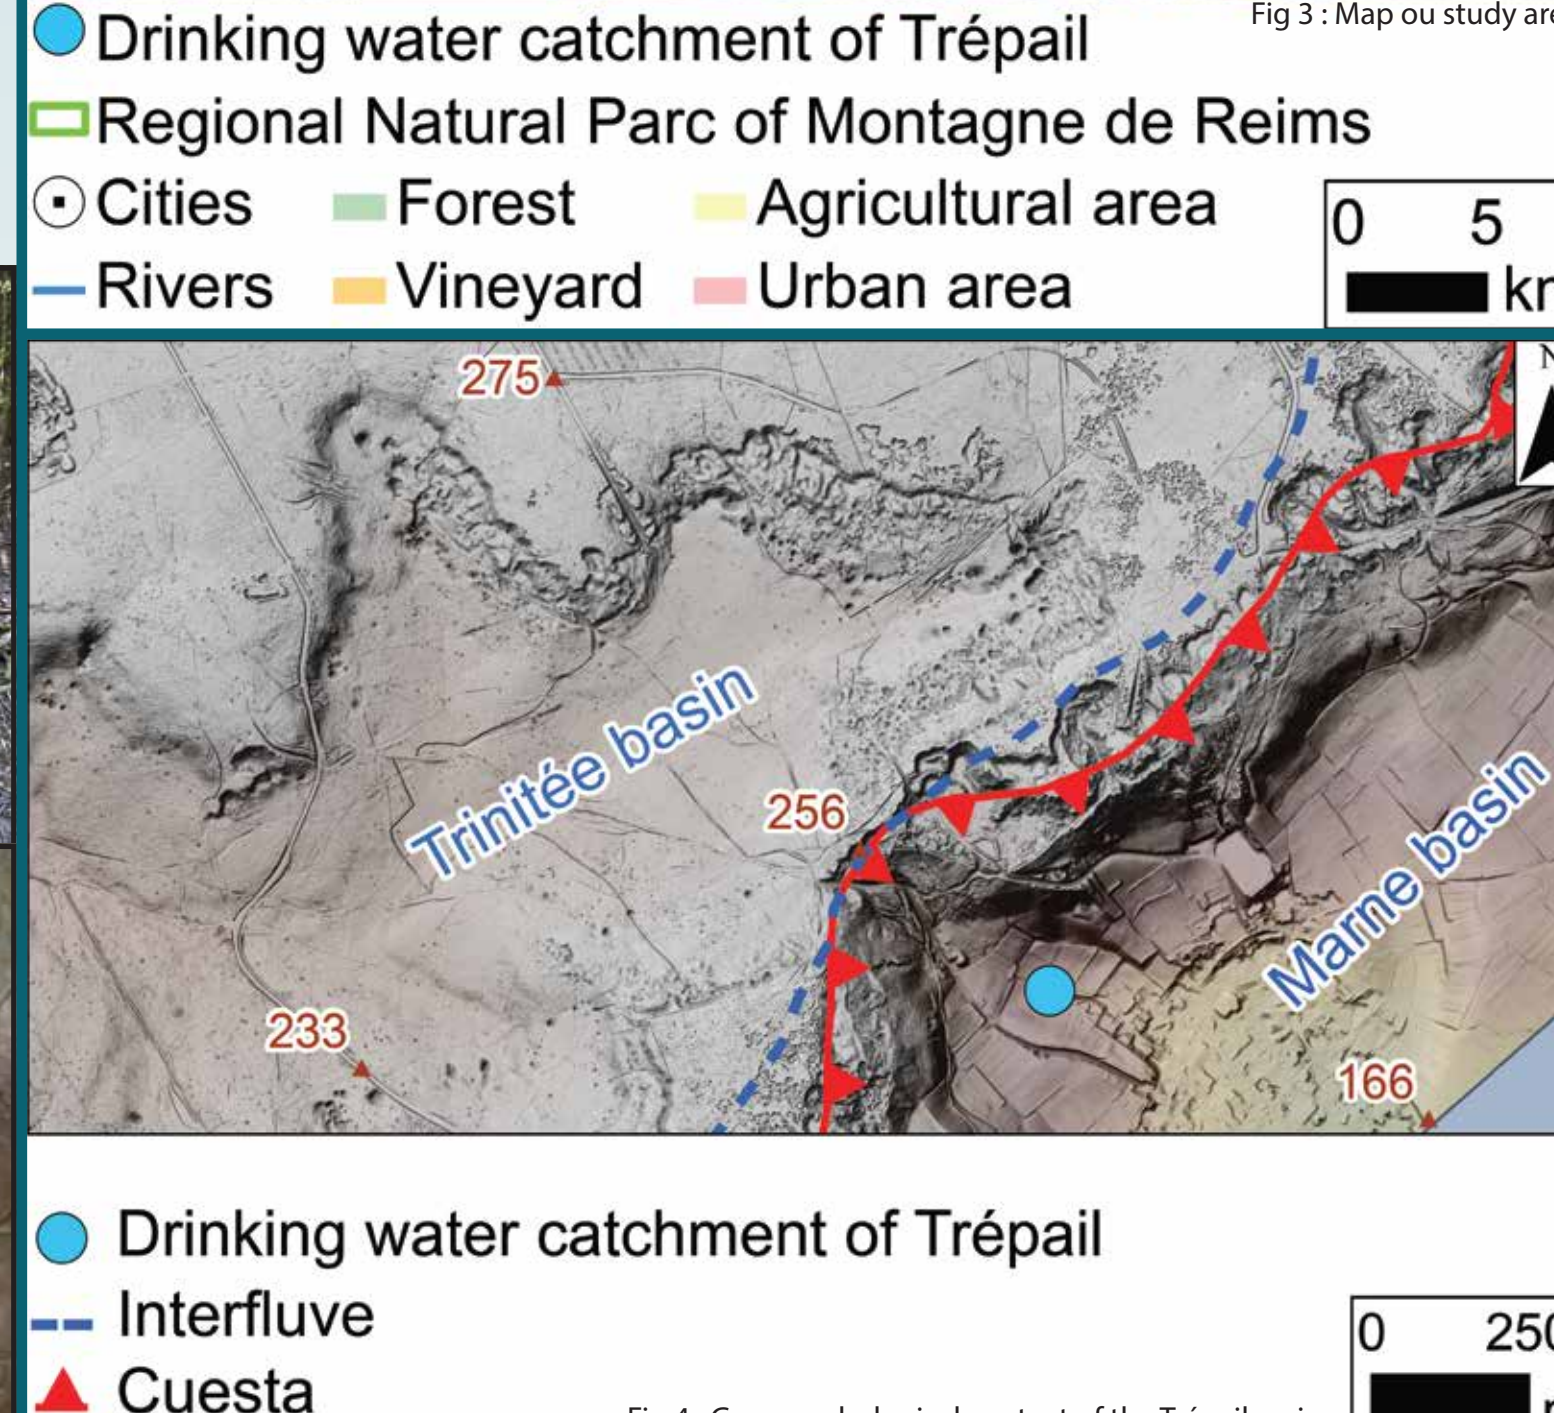 Fig 3 : Map ou study
Drinking water catchment of Trépail
Regional Natural Parc of Montagne de Reims
Cities Forest Agricultural area
Rivers Vineyard Urban area
0 5
275
N
Trinitée basin
256
Marne basin
233
166
Drinking water catchment of Trépail
Interfluve
Cuesta
0